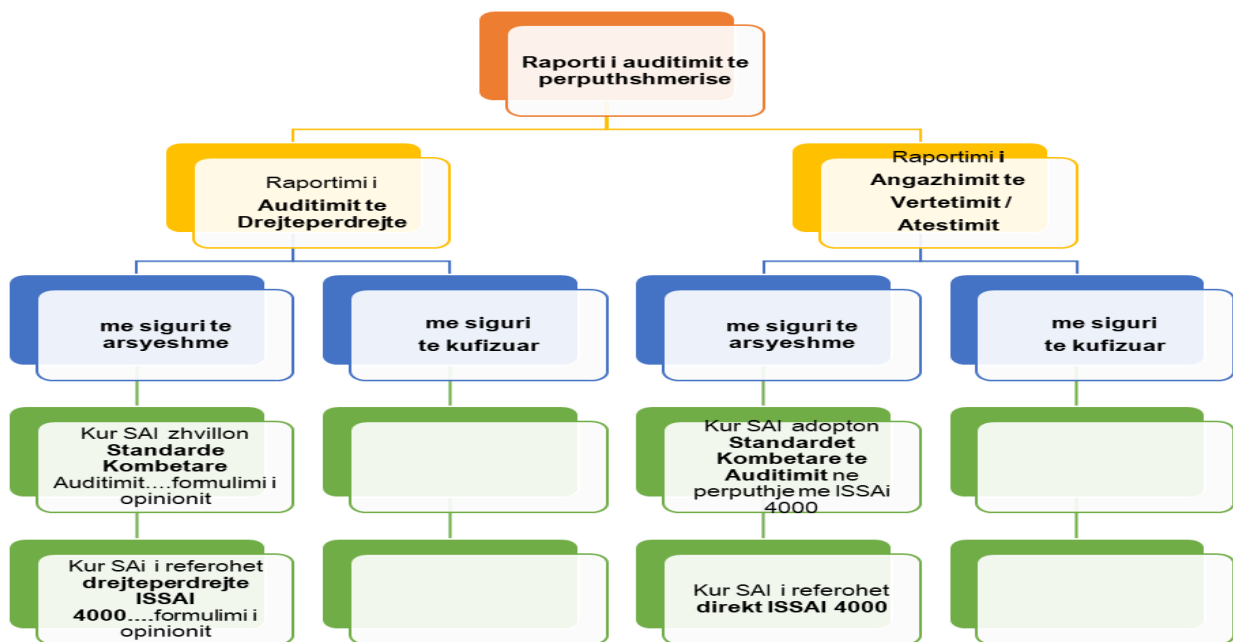 Raporti i auditimit te
perputhshmerise
Raportimi i
Auditimit te
Drejteperdrejte
Raportimi i
Angazhimit te
Vertetimit /
Atestimit
me siguri te
arsyeshme
me siguri
te kufizuar
me siguri te
arsyeshme
me siguri
te kufizuar
Kur SAI zhvillon
Standarde
Kombetare
Auditimit....formulimi i
opinionit
Kur SAI adopton
Standardet
Kombetare te
Auditimit ne
perputhje me ISSAi
4000
Kur SAi i referohet
drejteperdrejte
ISSAI
4000....formulimi i
opinionit
Kur SAI i referohet
direkt ISSAI 4000